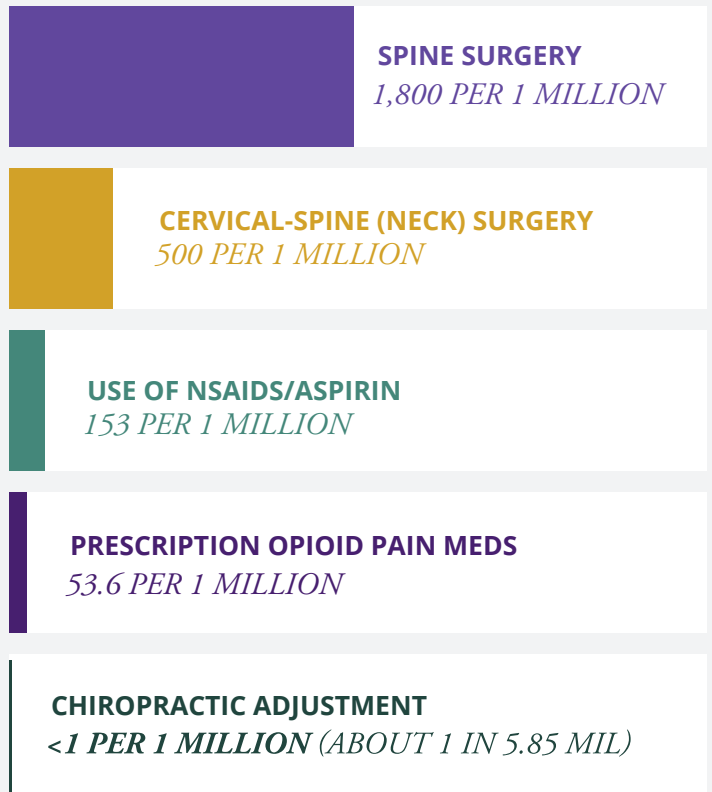 SPINE SURGERY
1,800 PER 1 MILLION
CERVICAL-SPINE (NECK) SURGERY
500 PER 1 MILLION
USE OF NSAIDS/ASPIRIN
153 PER 1 MILLION
PRESCRIPTION OPIOID PAIN MEDS
53.6 PER 1 MILLION
CHIROPRACTIC ADJUSTMENT
<1 PER 1 MILLION (ABOUT 1 IN 5.85 MIL)